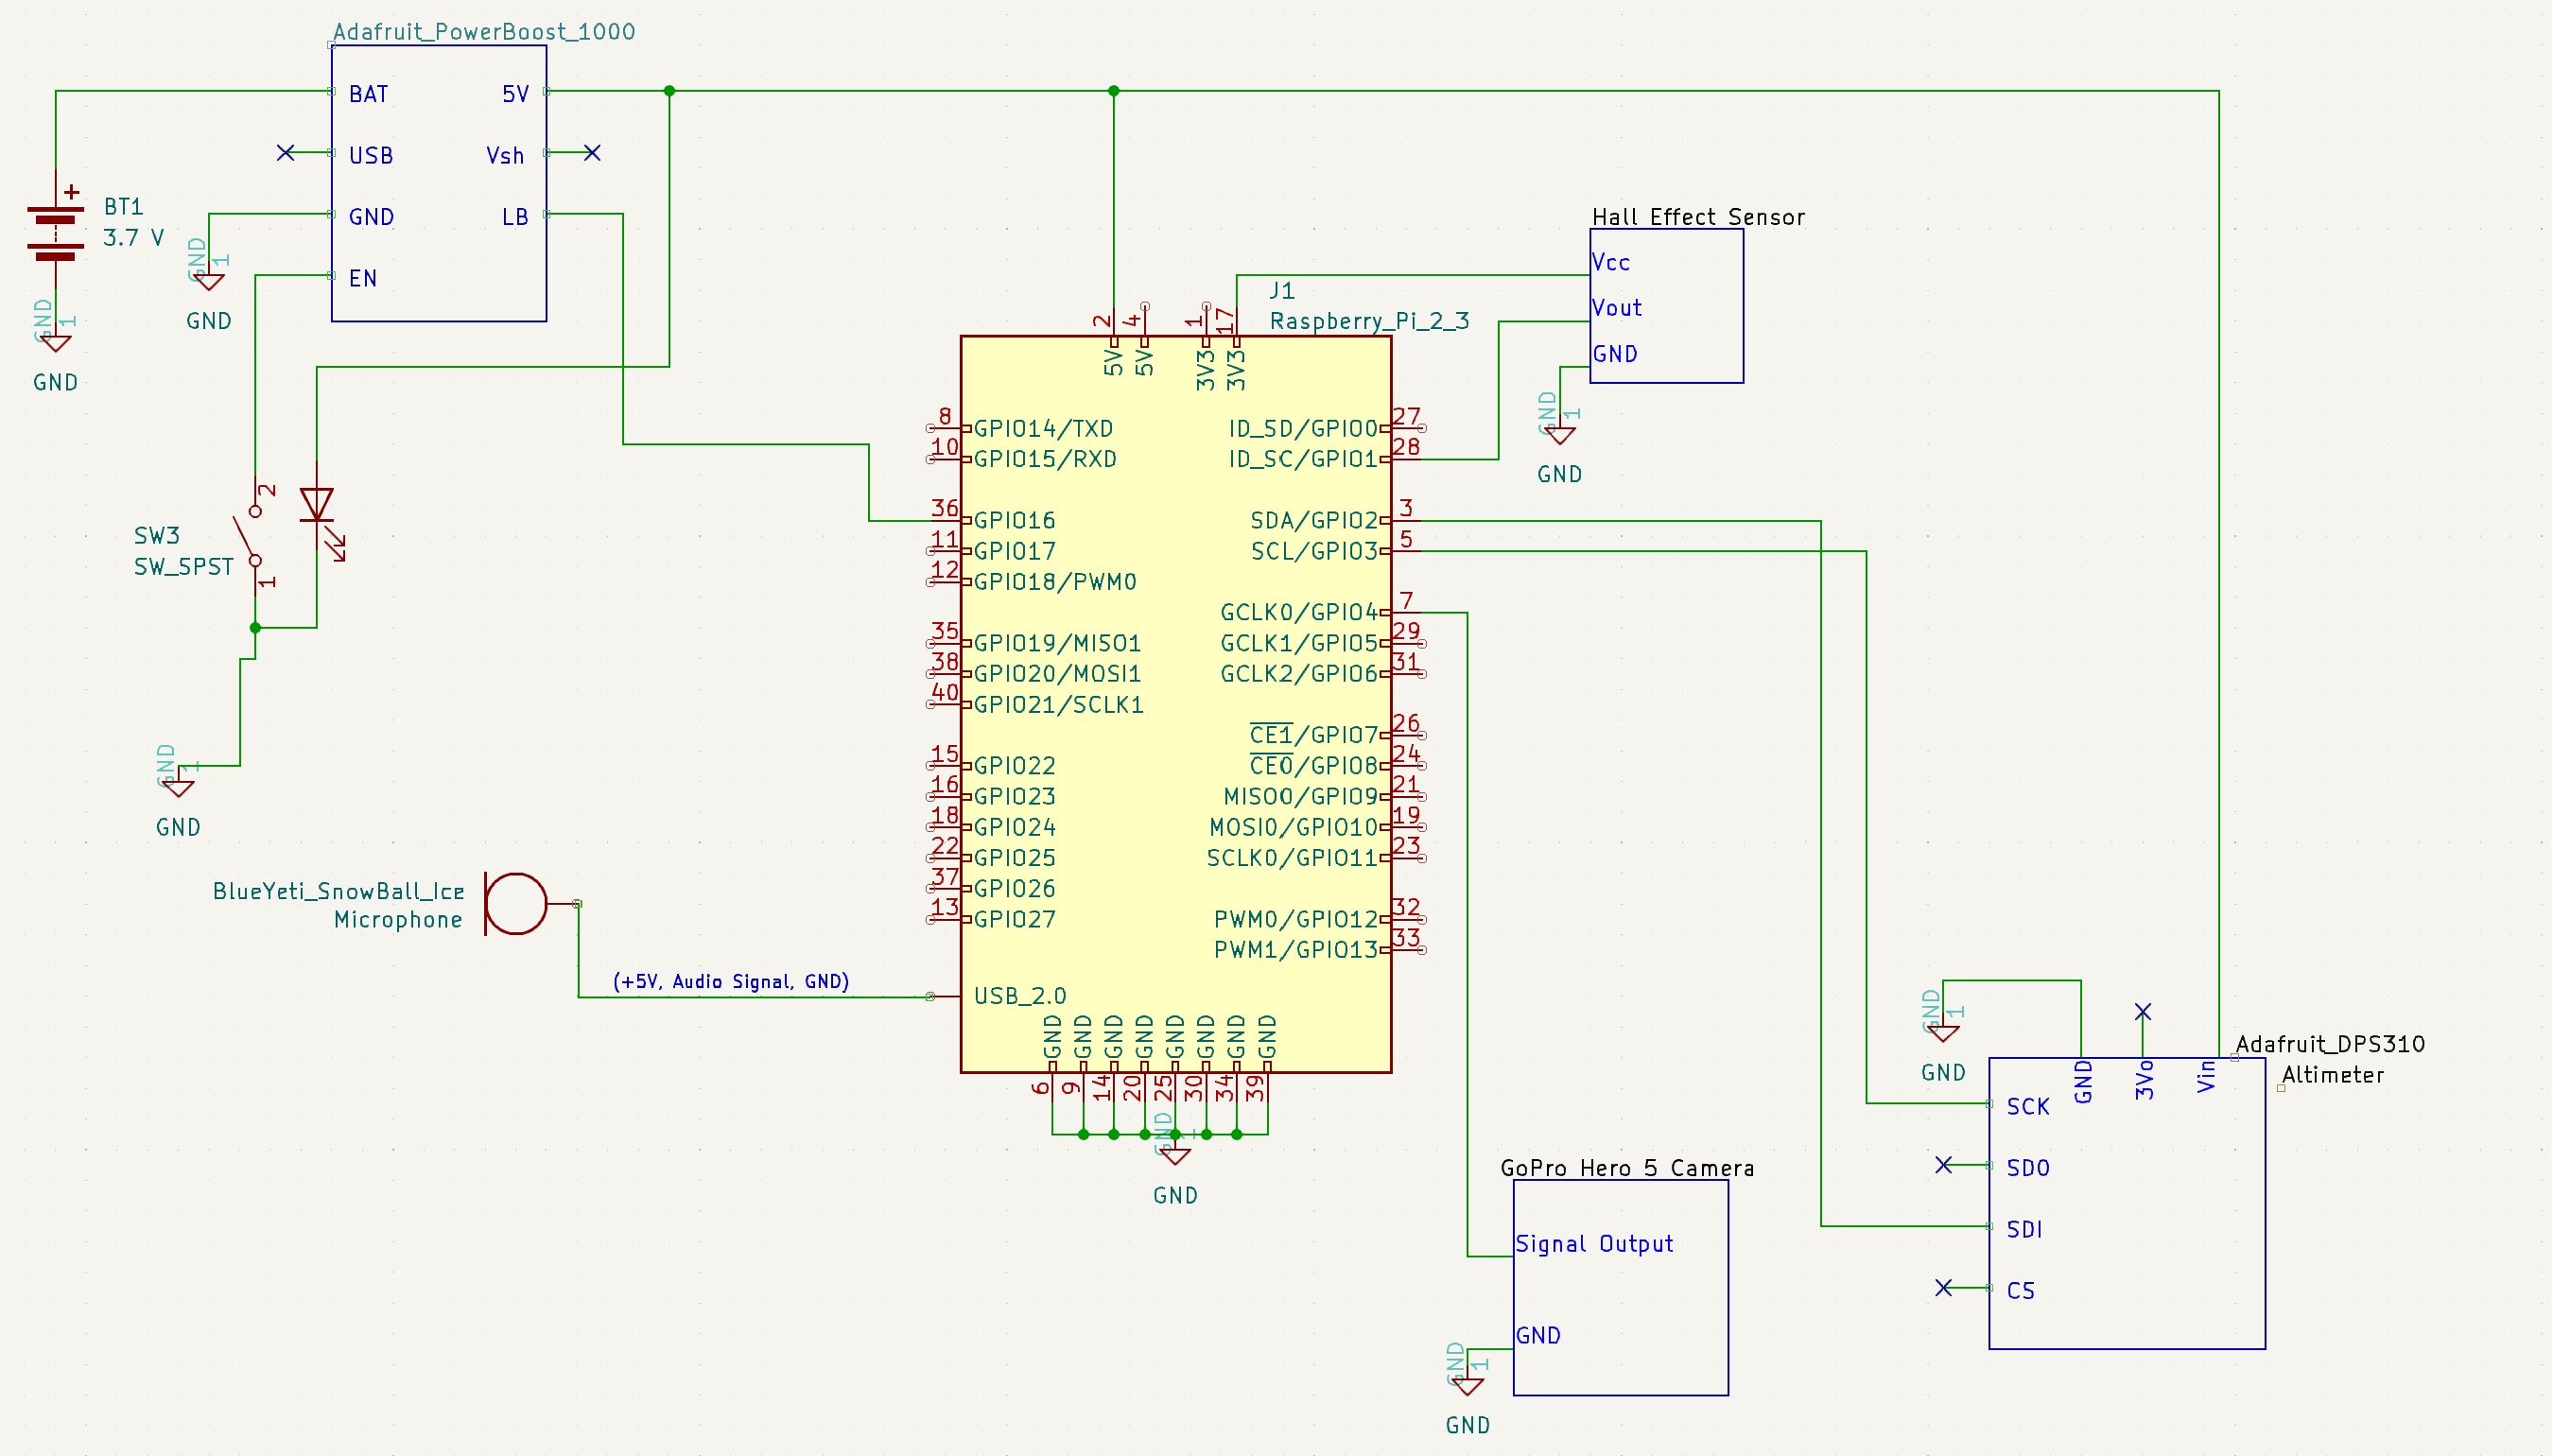 Adafruit_PowerBoost_1000
BAT
5V
USB
Vsh
GND
LB
EN
+
BT1
3.7 V
GND
1
GND
GND
1
GND
SW3
SW_SPST
2
1
GND
1
GND
BlueYeti_SnowBall_Ice
Microphone
(+5V, Audio Signal, GND)
J1
Raspberry_Pi_2_3
2
4
1
17
5V
5V
3V3
3V3
8
GPIO14/TXD
10
GPIO15/RXD
36
GPIO16
11
GPIO17
12
GPIO18/PWM0
35
GPIO19/MISO1
38
GPIO20/MOSI1
40
GPIO21/SCLK1
15
GPIO22
16
GPIO23
18
GPIO24
22
GPIO25
37
GPIO26
13
GPIO27
USB_2.0
ID_SD/GPIO0
27
ID_SC/GPIO1
28
SDA/GPIO2
3
SCL/GPIO3
5
GCLK0/GPIO4
7
GCLK1/GPIO5
29
GCLK2/GPIO6
31
CE1/GPIO7
26
CE0/GPIO8
24
MISO0/GPIO9
21
MOSI0/GPIO10
19
SCLK0/GPIO11
23
PWM0/GPIO12
32
PWM1/GPIO13
33
GND
GND
GND
GND
GND
GND
GND
GND
6
9
14
20
25
30
34
39
GND
1
GND
Hall Effect Sensor
Vcc
Vout
GND
GND
1
GND
GoPro Hero 5 Camera
Signal Output
GND
GND
1
GND
GND
1
GND
Adafruit_DPS310
Altimeter
GND
3Vo
Vin
SCK
SDO
SDI
CS